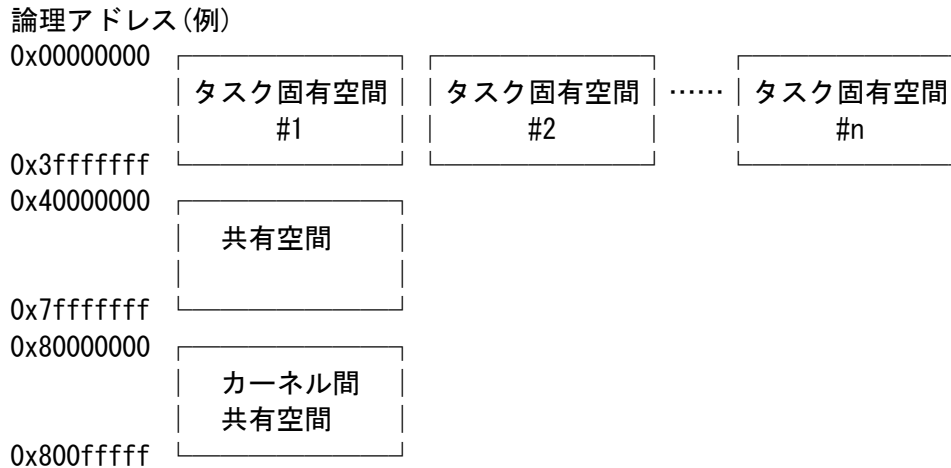 論理アドレス(例)
0x00000000
タスク固有空間 タスク固有空間 …… タスク固有空間
#1 #2 #n
0x3fffffff
0x40000000
共有空間
0x7fffffff
0x80000000
カーネル間
共有空間
0x800fffff